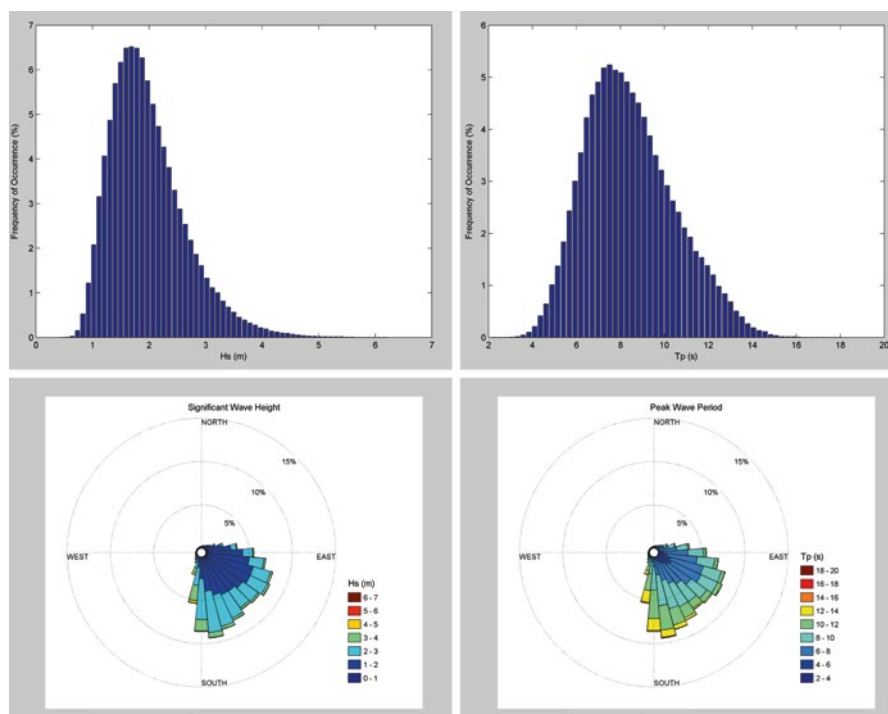 7
6
5
4
3
2
1
0
Frequency of Occurrence (%)
0 1 2 3 4 5 6 7
Hs (m)
6
5
4
3
2
1
0
Frequency of Occurrence (%)
2 4 6 8 10 12 14 16 18 20
Tp (s)
Significant Wave Height
NORTH
15%
10%
5%
WEST
EAST
SOUTH
Hs (m)
6 - 7
5 - 6
4 - 5
3 - 4
2 - 3
1 - 2
0 - 1
Peak Wave Period
NORTH
15%
10%
5%
WEST
EAST
SOUTH
Tp (s)
18 - 20
16 - 18
14 - 16
12 - 14
10 - 12
8 - 10
6 - 8
4 - 6
2 - 4